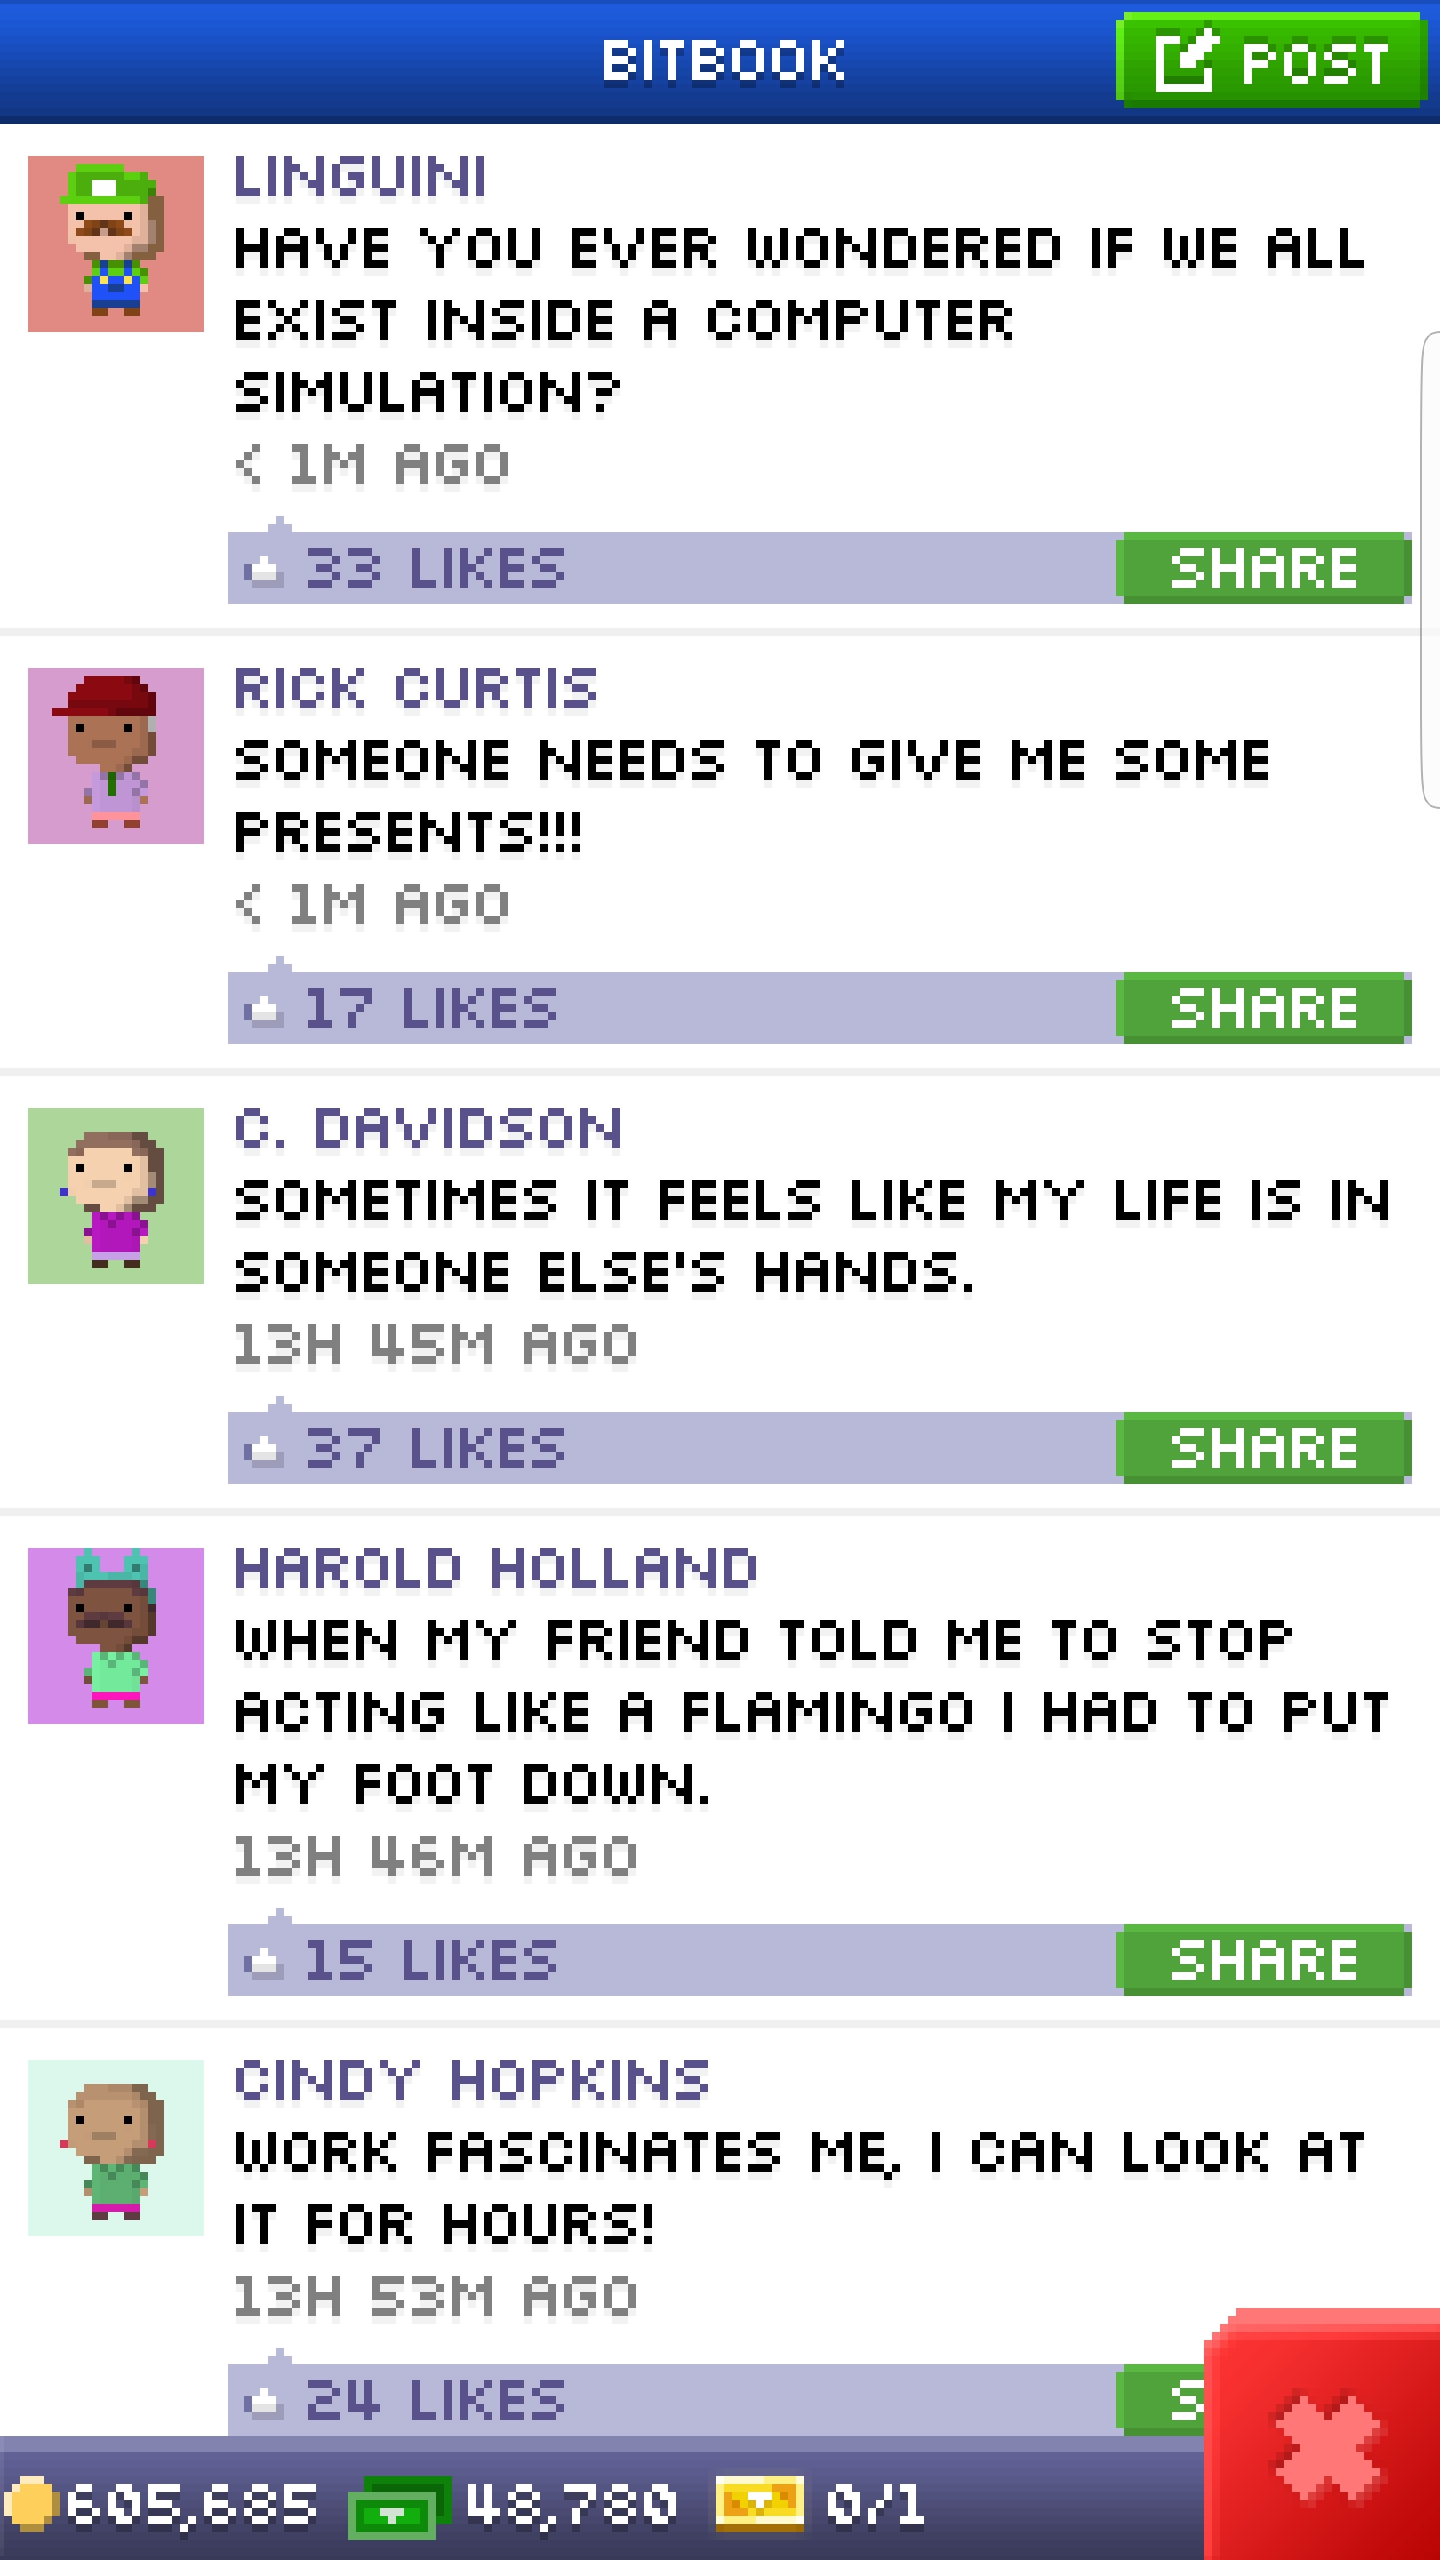 BITBOOK
POST
LINGUINI
HAVE YOU EVER WONDERED IF WE ALL
EXIST INSIDE A COMPUTER
SIMULATION?
< 1M AGO
33 LIKES
SHARE
RICK CURTIS
SOMEONE NEEDS TO GIVE ME SOME
PRESENTS!!!
< 1M AGO
17 LIKES
SHARE
C. DAVIDSON
SOMETIMES IT FEELS LIKE MY LIFE IS IN
SOMEONE ELSE'S HANDS.
13H 45M AGO
37 LIKES
SHARE
HAROLD HOLLAND
WHEN MY FRIEND TOLD ME TO STOP
ACTING LIKE A FLAMINGO I HAD TO PUT
MY FOOT DOWN.
13H 46M AGO
15 LIKES
SHARE
CINDY HOPKINS
WORK FASCINATES ME, I CAN LOOK AT
IT FOR HOURS!
13H 53M AGO
24 LIKES
S
605,685
48,780
0/1